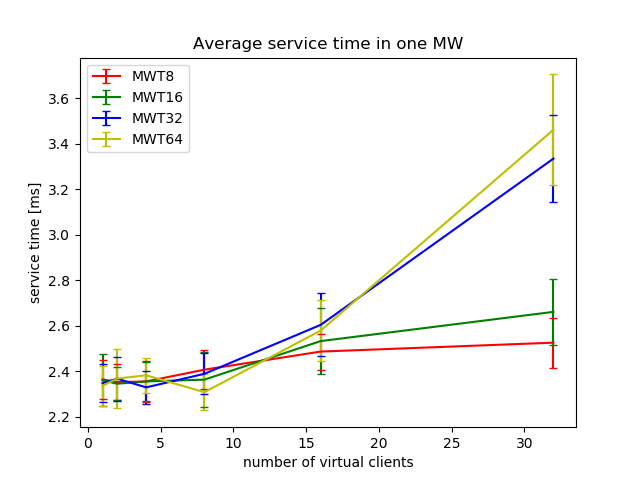 Average service time in one MW
MWT8
MWT16
MWT32
MWT64
service time [ms]
3.6
3.4
3.2
3.0
2.8
2.6
2.4
2.2
0 5 10 15 20 25 30
number of virtual clients